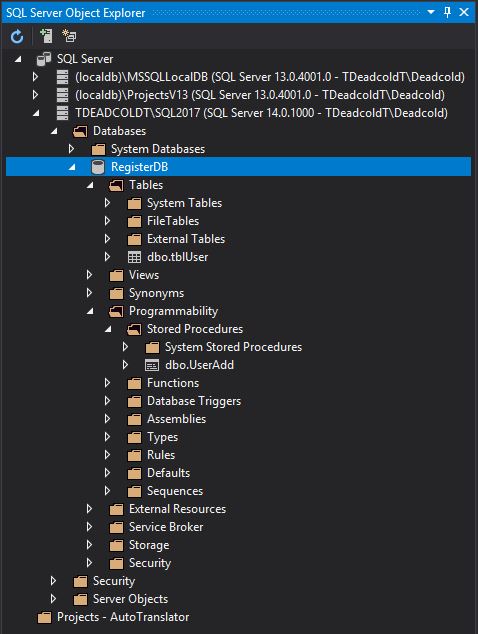 SQL Server Object Explorer
SQL Server
(localdb)\MSSQLLocalDB (SQL Server 13.0.4001.0 - TDeadcoldT\Deadcold)
(localdb)\ProjectsV13 (SQL Server 13.0.4001.0 - TDeadcoldT\Deadcold)
TDEADCOLDT\SQL2017 (SQL Server 14.0.1000 - TDeadcoldT\Deadcold)
Databases
System Databases
RegisterDB
Tables
System Tables
FileTables
External Tables
dbo.tblUser
Views
Synonyms
Programmability
Stored Procedures
System Stored Procedures
dbo.UserAdd
Functions
Database Triggers
Assemblies
Types
Rules
Defaults
Sequences
External Resources
Service Broker
Storage
Security
Security
Server Objects
Projects - AutoTranslator